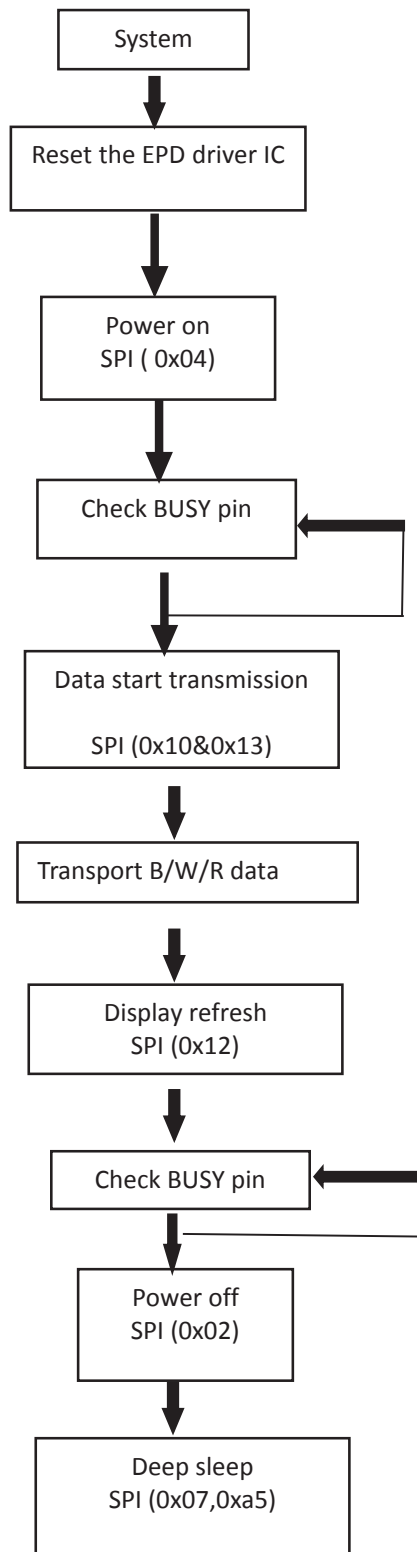 System
Reset the EPD driver IC
Power on
SPI ( 0x04)
Check BUSY pin
Data start transmission
SPI (0x10&0x13)
Transport B/W/R data
Display refresh
SPI (0x12)
Check BUSY pin
Power off
SPI (0x02)
Deep sleep
SPI (0x07,0xa5)